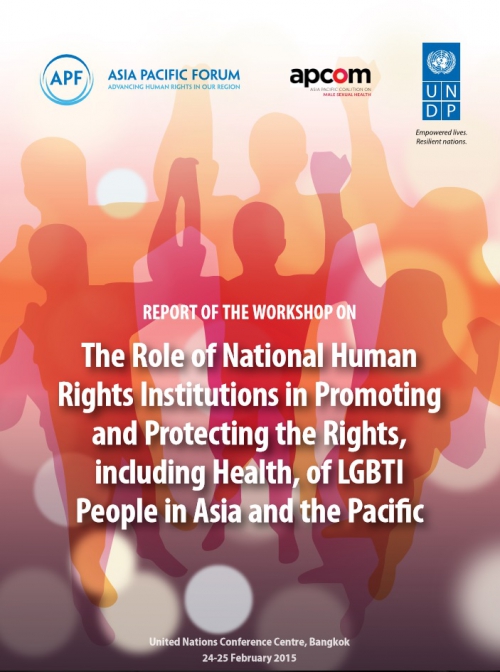 APF
ASIA PACIFIC FORUM
ADVANCING HUMAN RIGHTS IN OUR REGION
apcom
ASIA PACIFIC COALITION ON
MALE SEXUAL HEALTH
U N
D P
Empowered lives.
Resilient nations.
REPORT OF THE WORKSHOP ON
The Role of National Human
Rights Institutions in Promoting
and Protecting the Rights,
including Health, of LGBTI
People in Asia and the Pacific
United Nations Conference Centre, Bangkok
24-25 February 2015